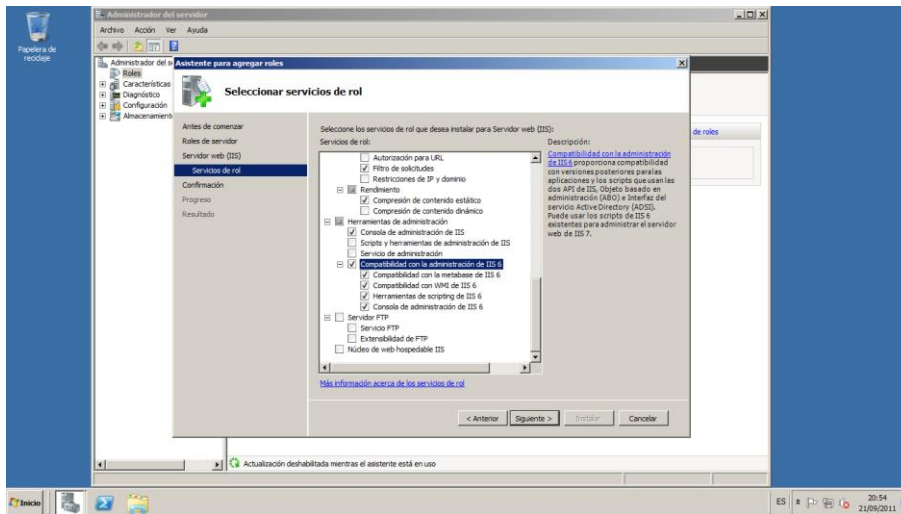 Papelera de
reciclaje
Administrador del servidor
Archivo Acción Ver Ayuda
Administrador del s
Roles
Características
Diagnóstico
Configuración
Almacenamient
de roles
Asistente para agregar roles
Seleccionar servicios de rol
Antes de comenzar
Roles de servidor
Servidor web (IIS)
Servicios de rol
Confirmación
Progreso
Resultado
Seleccione los servicios de rol que desea instalar para Servidor web (IIS):
Servicios de rol:
Autorización para URL
Filtro de solicitudes
Restricciones de IP y dominio
Rendimiento
Compresión de contenido estático
Compresión de contenido dinámico
Herramientas de administración
Consola de administración de IIS
Scripts y herramientas de administración de IIS
Servicio de administración
Compatibilidad con la administración de IIS 6
Compatibilidad con la metabase de IIS 6
Compatibilidad con WMI de IIS 6
Herramientas de scripting de IIS 6
Consola de administración de IIS 6
Servidor FTP
Servicio FTP
Extensibilidad de FTP
Núcleo de web hospedable IIS
Descripción:
Compatibilidad con la administración
de IIS 6 proporciona compatibilidad
con versiones posteriores para las
aplicaciones y los scripts que usan las
dos API de IIS, Objeto basado en
administración (ABO) e Interfaz del
servicio Active Directory (ADSI).
Puede usar los scripts de IIS 6
existentes para administrar el servidor
web de IIS 7.
Más información acerca de los servicios de rol
< Anterior Siguiente > Instalar Cancelar
Actualización deshabilitada mientras el asistente está en uso
Inicio
ES
20:54
21/09/2011